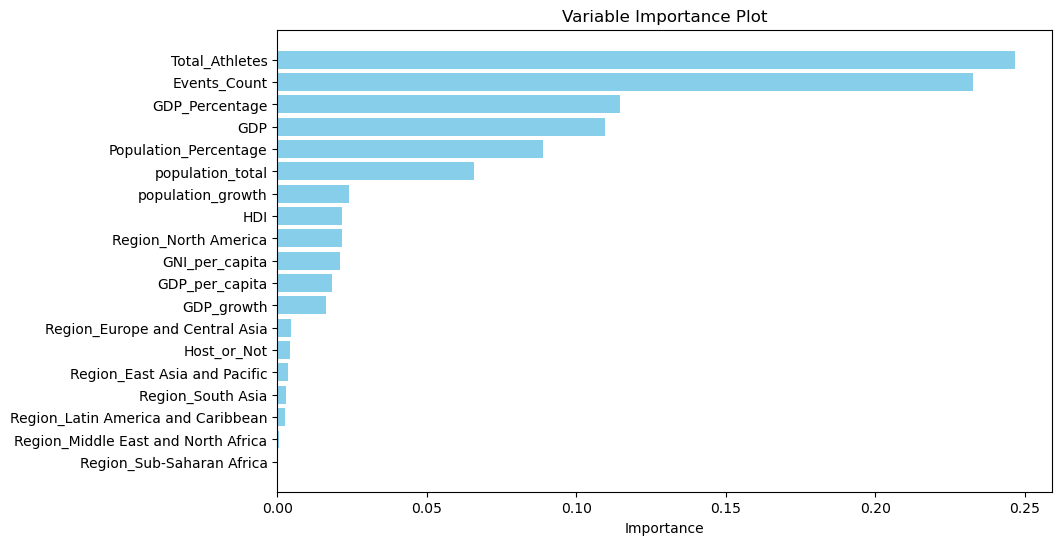 Variable Importance Plot
Total_Athletes
Events_Count
GDP_Percentage
GDP
Population_Percentage
population_total
population_growth
HDI
Region_North America
GNI_per_capita
GDP_per_capita
GDP_growth
Region_Europe and Central Asia
Host_or_Not
Region_East Asia and Pacific
Region_South Asia
Region_Latin America and Caribbean
Region_Middle East and North Africa
Region_Sub-Saharan Africa
0.00 0.05 0.10 0.15 0.20 0.25
Importance